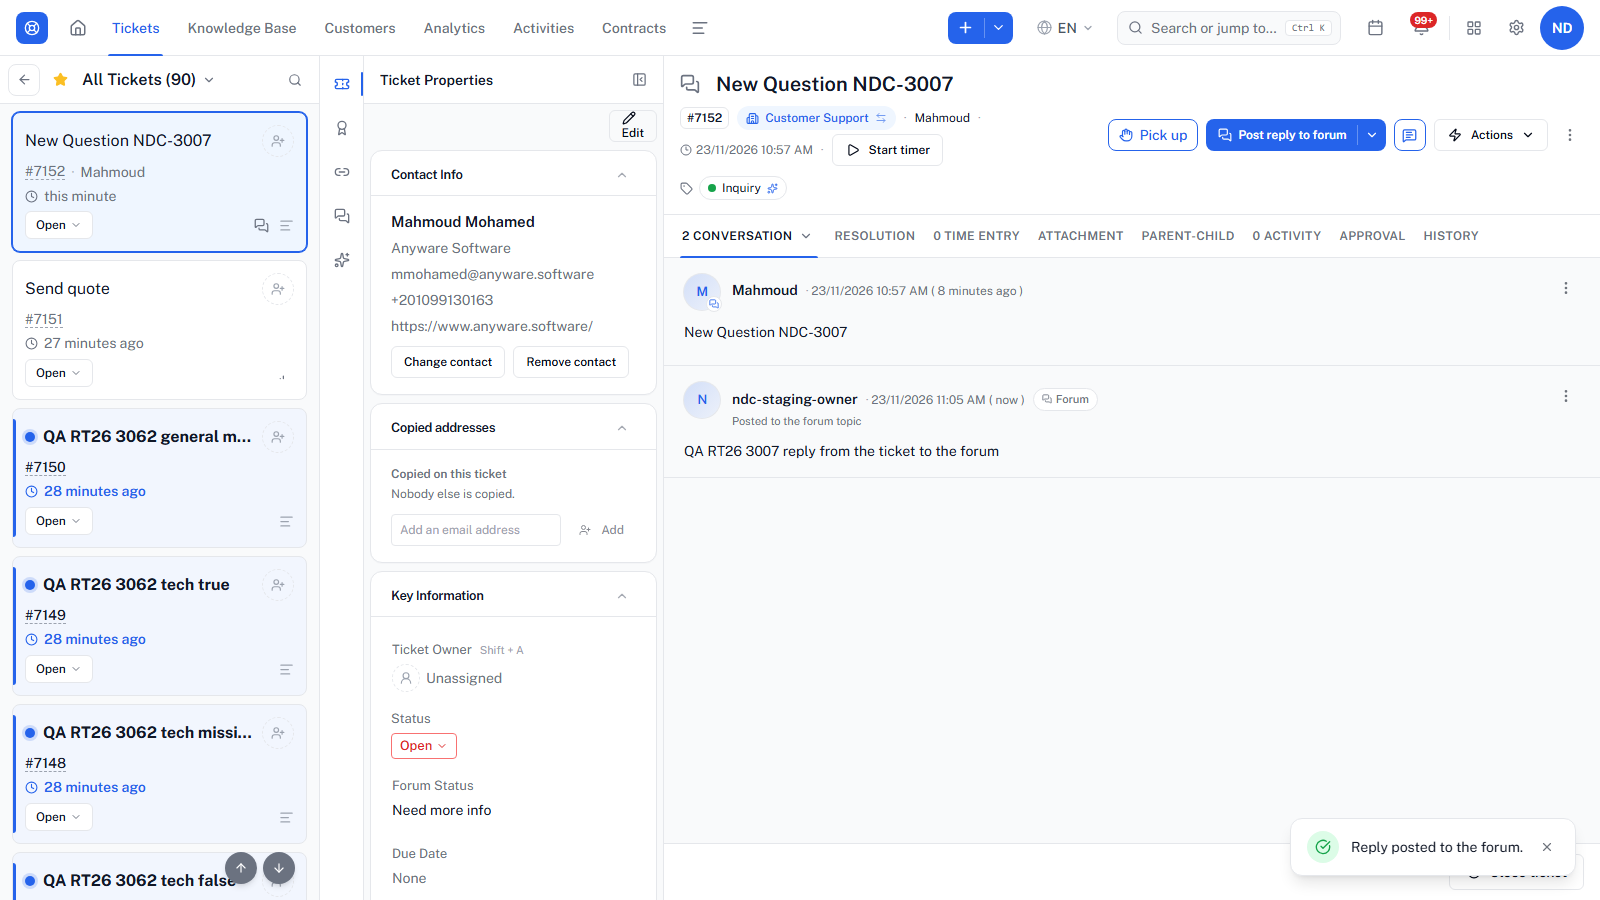 Tickets
Knowledge Base
Customers
Analytics
Activities
Contracts
EN
Search or jump to...
Ctrl K
99+
ND
All Tickets (90)
New Question NDC-3007
#7152 · Mahmoud
this minute
Open
Send quote
#7151
27 minutes ago
Open
QA RT26 3062 general m...
#7150
28 minutes ago
Open
QA RT26 3062 tech true
#7149
28 minutes ago
Open
QA RT26 3062 tech missi...
#7148
28 minutes ago
Open
QA RT26 3062 tech false
Ticket Properties
Edit
Contact Info
Mahmoud Mohamed
Anyware Software
mmohamed@anyware.software
+201099130163
https://www.anyware.software/
Change contact
Remove contact
Copied addresses
Copied on this ticket
Nobody else is copied.
Add an email address
Add
Key Information
Ticket Owner Shift + A
Unassigned
Status
Open
Forum Status
Need more info
Due Date
None
New Question NDC-3007
#7152 Customer Support · Mahmoud ·
23/11/2026 10:57 AM · Start timer
Inquiry
Pick up
Post reply to forum
Actions
2 CONVERSATION
RESOLUTION
0 TIME ENTRY
ATTACHMENT
PARENT-CHILD
0 ACTIVITY
APPROVAL
HISTORY
M
Mahmoud · 23/11/2026 10:57 AM ( 8 minutes ago )
New Question NDC-3007
N
ndc-staging-owner · 23/11/2026 11:05 AM ( now ) Forum
Posted to the forum topic
QA RT26 3007 reply from the ticket to the forum
Reply posted to the forum.